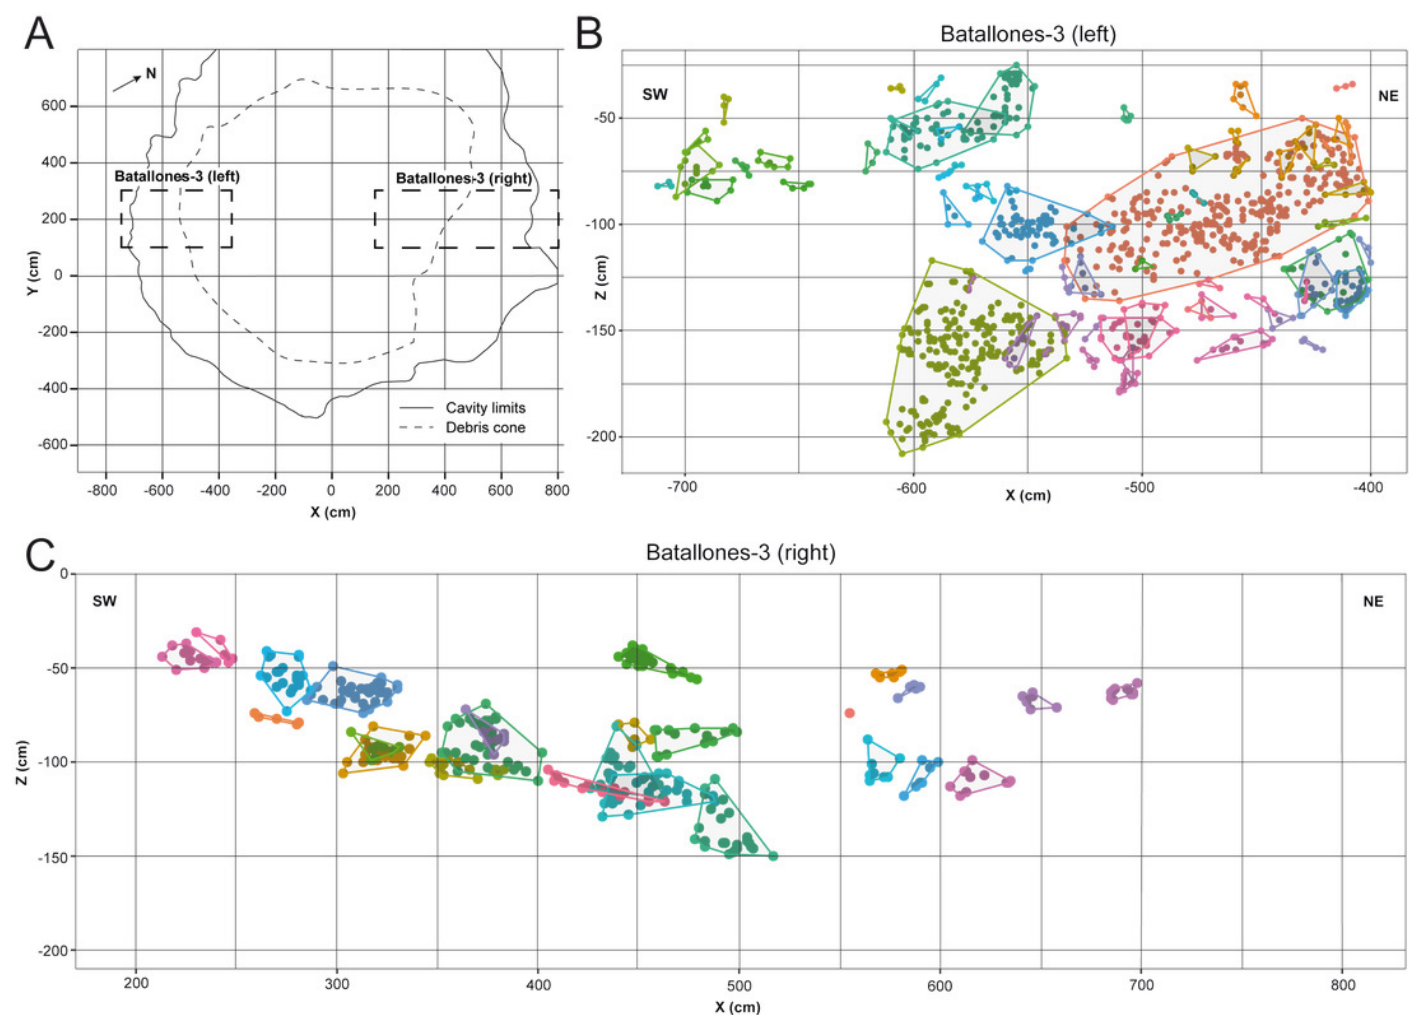 A
N
Batallones-3 (left)
Batallones-3 (right)
600
400
200
0
-200
-400
-600
Y (cm)
Cavity limits
Debris cone
-800
-600
-400
-200
0
200
400
600
800
X (cm)
B
Batallones-3 (left)
SW
NE
-50
-100
-150
-200
Z (cm)
-700
-600
-500
-400
X (cm)
C
Batallones-3 (right)
SW
NE
0
-50
-100
-150
-200
Z (cm)
200
300
400
500
600
700
800
X (cm)